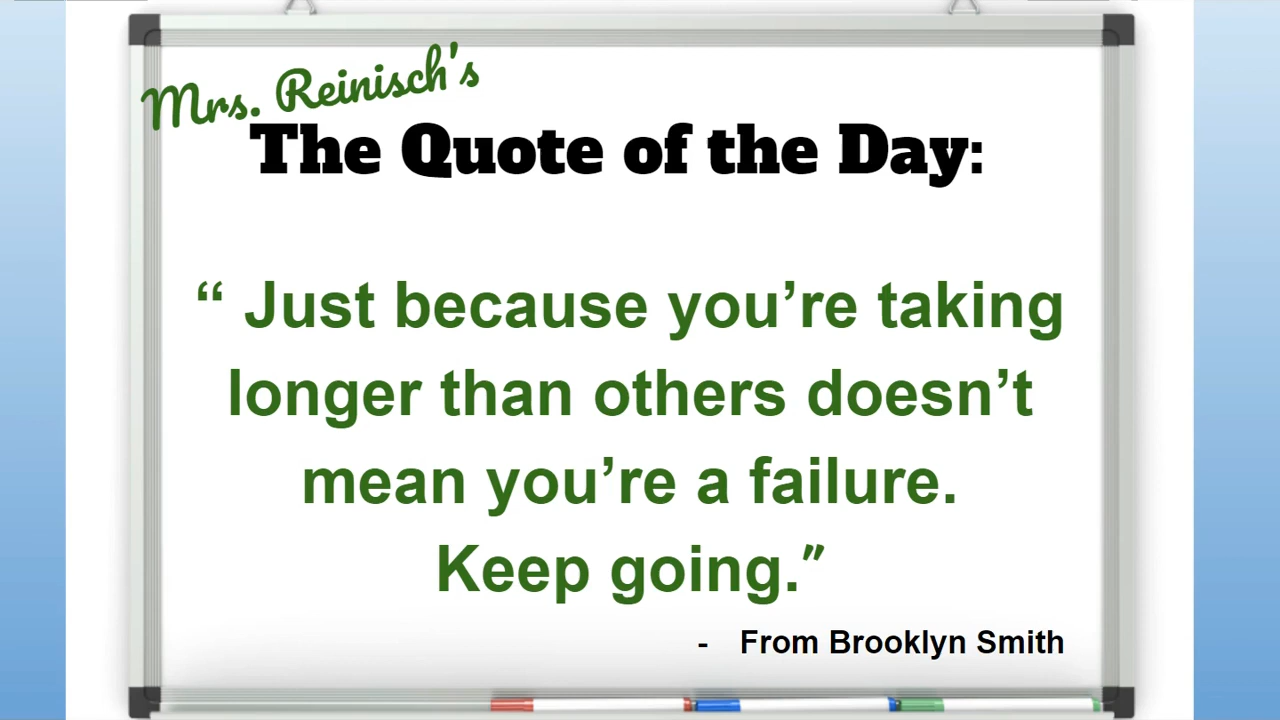 Mrs. Reinisch's
The Quote of the Day:
“ Just because you’re taking
longer than others doesn’t
mean you’re a failure.
Keep going.”
- From Brooklyn Smith